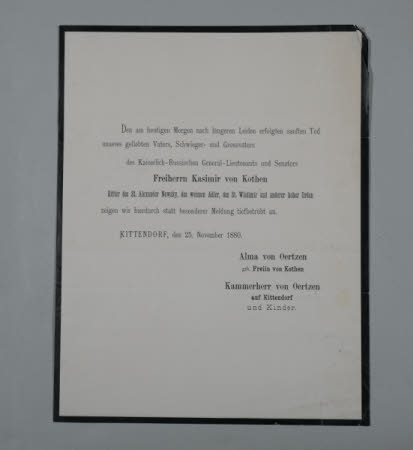 Den am heutigen Morgen nach längeren Leiden erfolgten sanften Tod
unseres geliebten Vaters, Schwieger- und Grossvaters
des Kaiserlich-Russischen General-Lieutenants und Senateurs
Freiherrn Kasimir von Kothen
Ritter des St. Alexander Newsky, des weissen Adler, des St. Wladimir und anderer hoher Orden
zeigen wir hierdurch statt besonderer Meldung tiefbetrübt an.
KITTENDORF, den 25. November 1880.
Alma von Oertzen
geb. Freiin von Kothen
Kammerherr von Oertzen
auf Kittendorf
und Kinder.